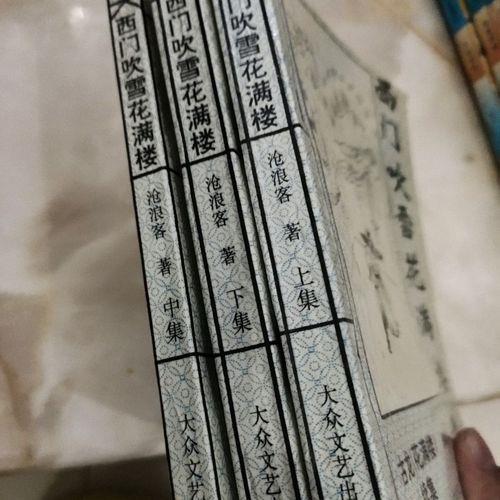 西门吹雪花满楼
沧浪客 著 中集
大众文艺
西门吹雪花满楼
沧浪客 著 下集
大众文艺
西门吹雪花满楼
沧浪客 著 上集
大众文艺出
西门吹雪花满